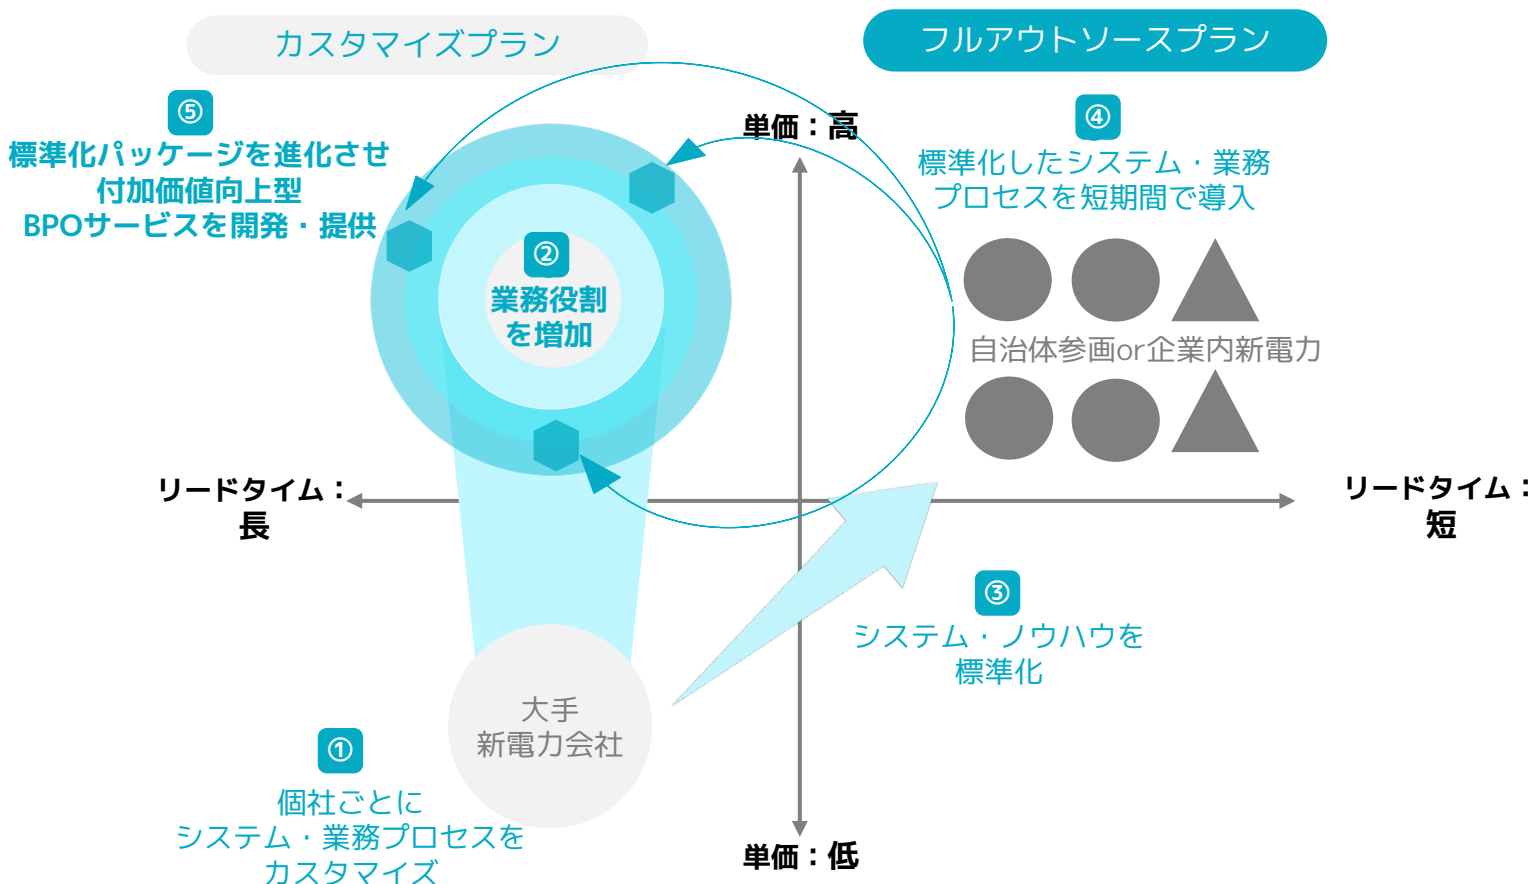 カスタマイズプラン
フルアウトソースプラン
⑤
標準化パッケージを進化させ
付加価値向上型
BPOサービスを開発・提供
単価：高
④
標準化したシステム・業務
プロセスを短期間で導入
②
業務役割
を増加
自治体参画or企業内新電力
リードタイム：
長
リードタイム：
短
③
システム・ノウハウを
標準化
大手
新電力会社
①
個社ごとに
システム・業務プロセスを
カスタマイズ
単価：低